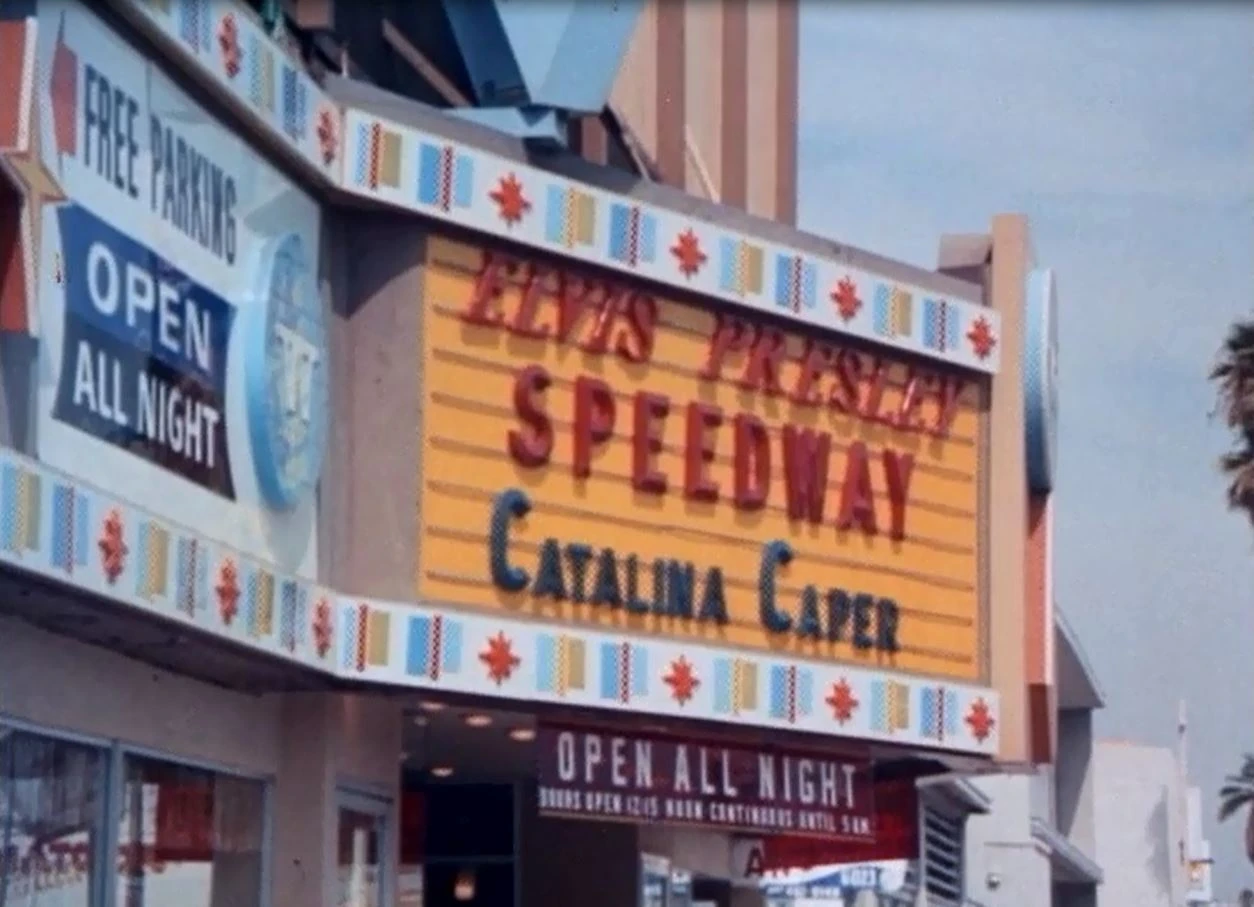 FREE PARKING
OPEN
ALL NIGHT
W
ELVIS PRESLEY
SPEEDWAY
CATALINA CAPER
OPEN ALL NIGHT
DOORS OPEN 12:15 NOON CONTINUOUS UNTIL 5 AM
A